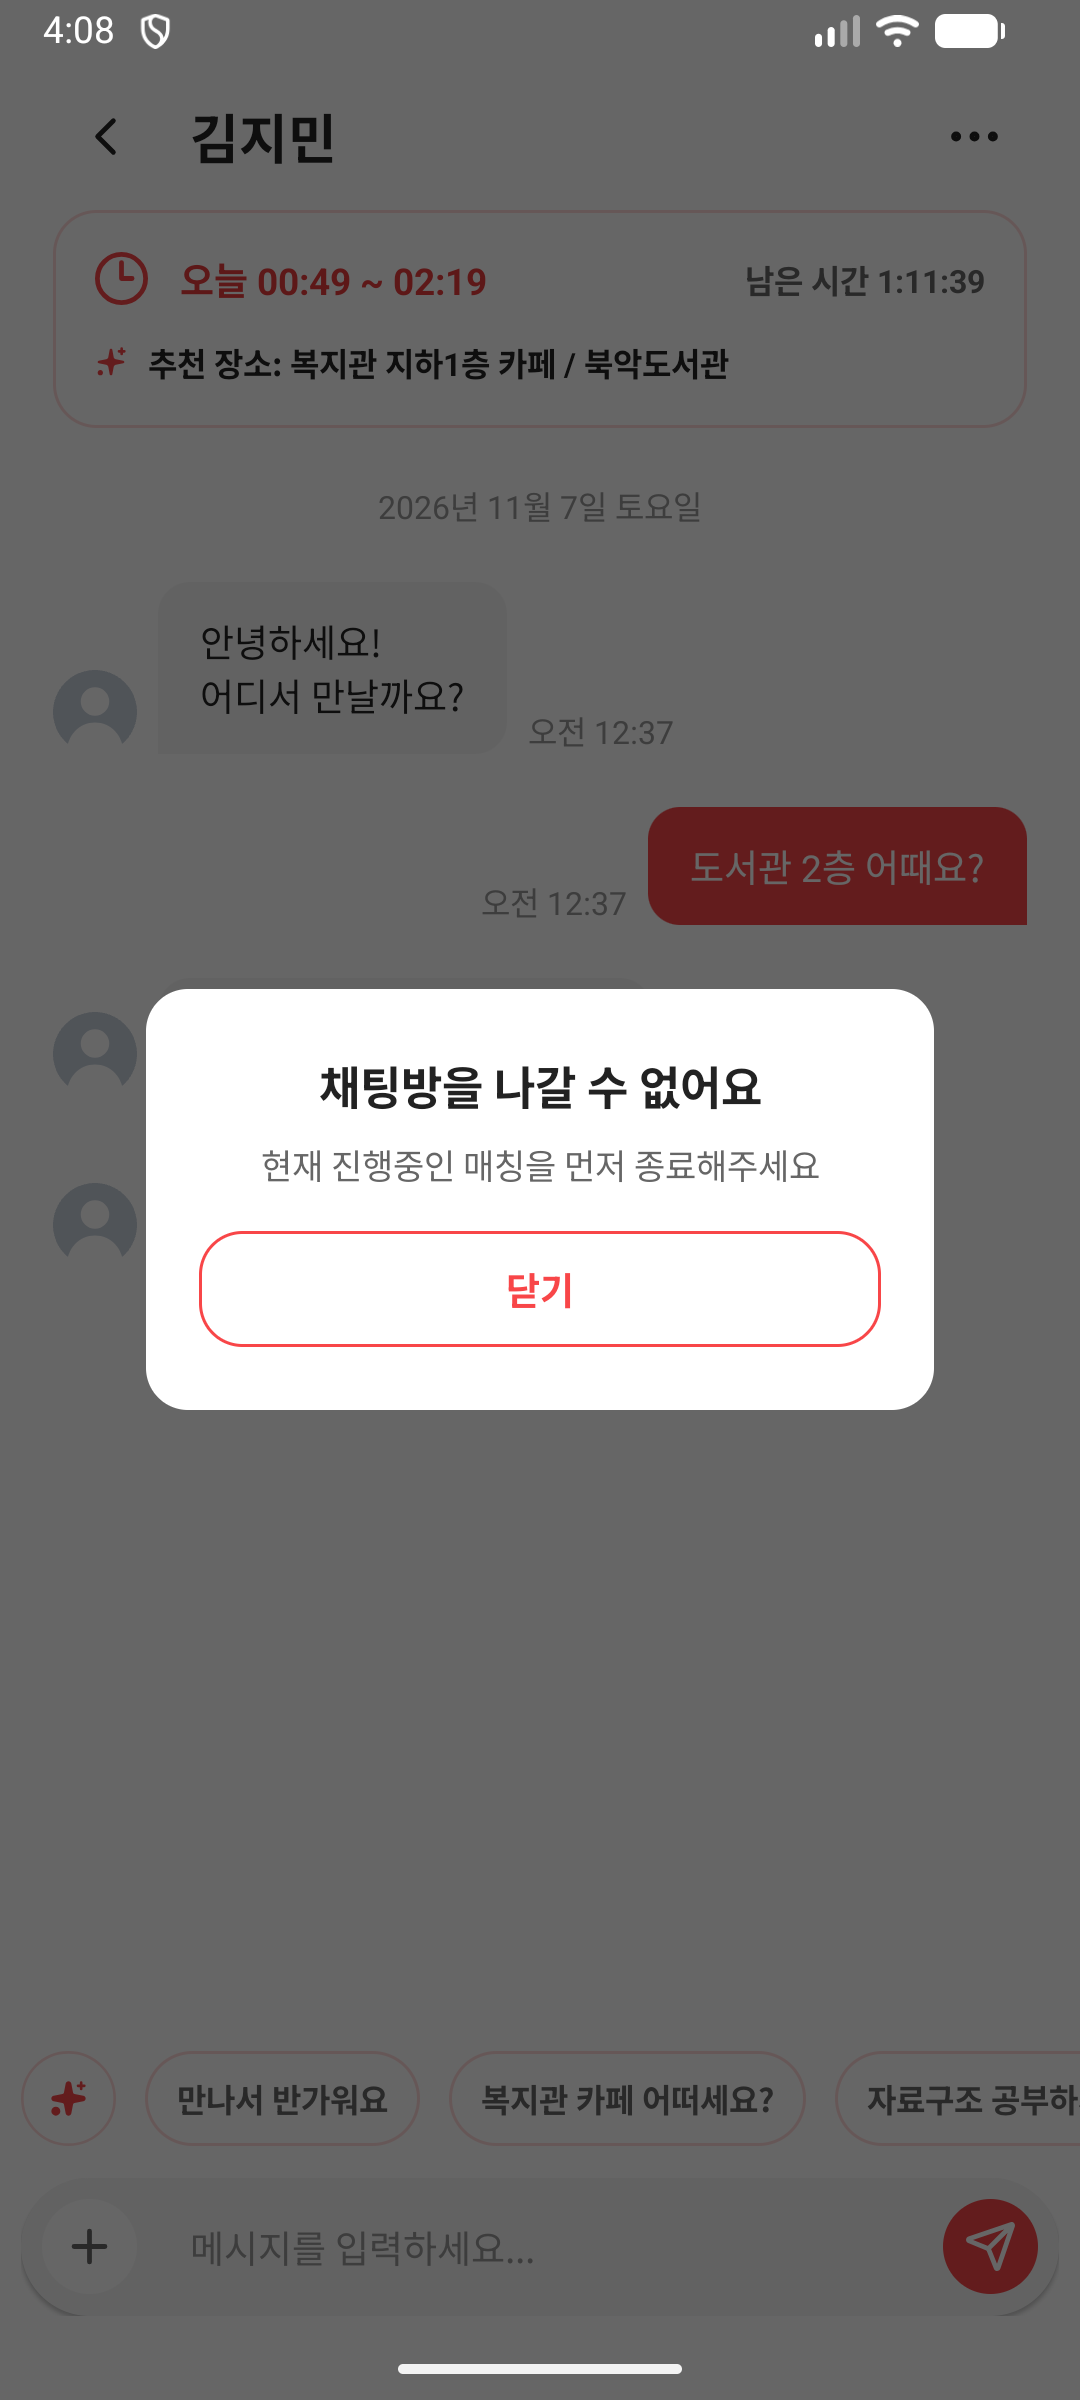 4:08
김지민
오늘 00:49 ~ 02:19
남은 시간 1:11:39
추천 장소: 복지관 지하1층 카페 / 북악도서관
2026년 11월 7일 토요일
안녕하세요!
어디서 만날까요?
오전 12:37
도서관 2층 어때요?
오전 12:37
채팅방을 나갈 수 없어요
현재 진행중인 매칭을 먼저 종료해주세요
닫기
만나서 반가워요
복지관 카페 어떠세요?
자료구조 공부하
메시지를 입력하세요...